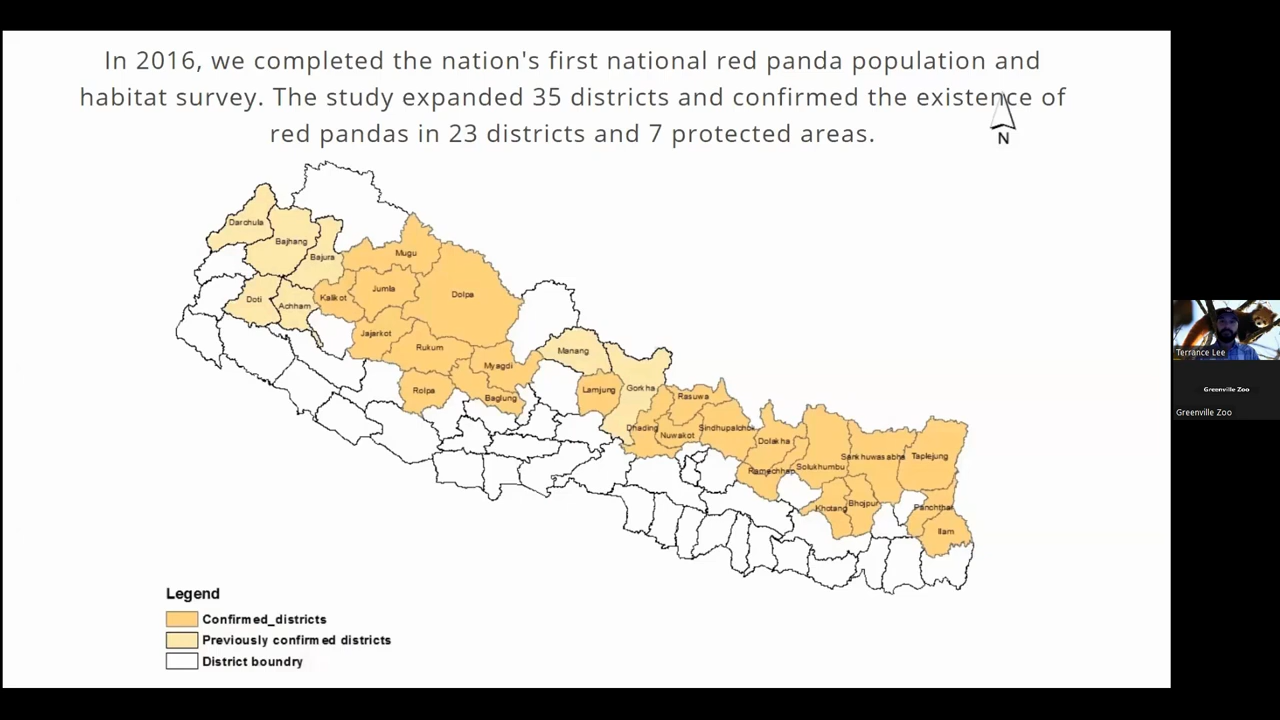 In 2016, we completed the nation's first national red panda population and
habitat survey. The study expanded 35 districts and confirmed the existence of
red pandas in 23 districts and 7 protected areas.
N
Darchula
Bajhang
Bajura
Mugu
Doti
Achham
Kalikot
Jumla
Dolpa
Jajarkot
Rukum
Manang
Myagdi
Rolpa
Baglung
Lamjung
Gorkha
Rasuwa
Dhading
Nuwakot
Sindhupalchok
Dolakha
Ramechhap
Solukhumbu
Sankhuwasabha
Taplejung
Khotang
Bhojpur
Panchthar
Ilam
Legend
Confirmed_districts
Previously confirmed districts
District boundry
Terrance Lee
Greenville Zoo
Greenville Zoo